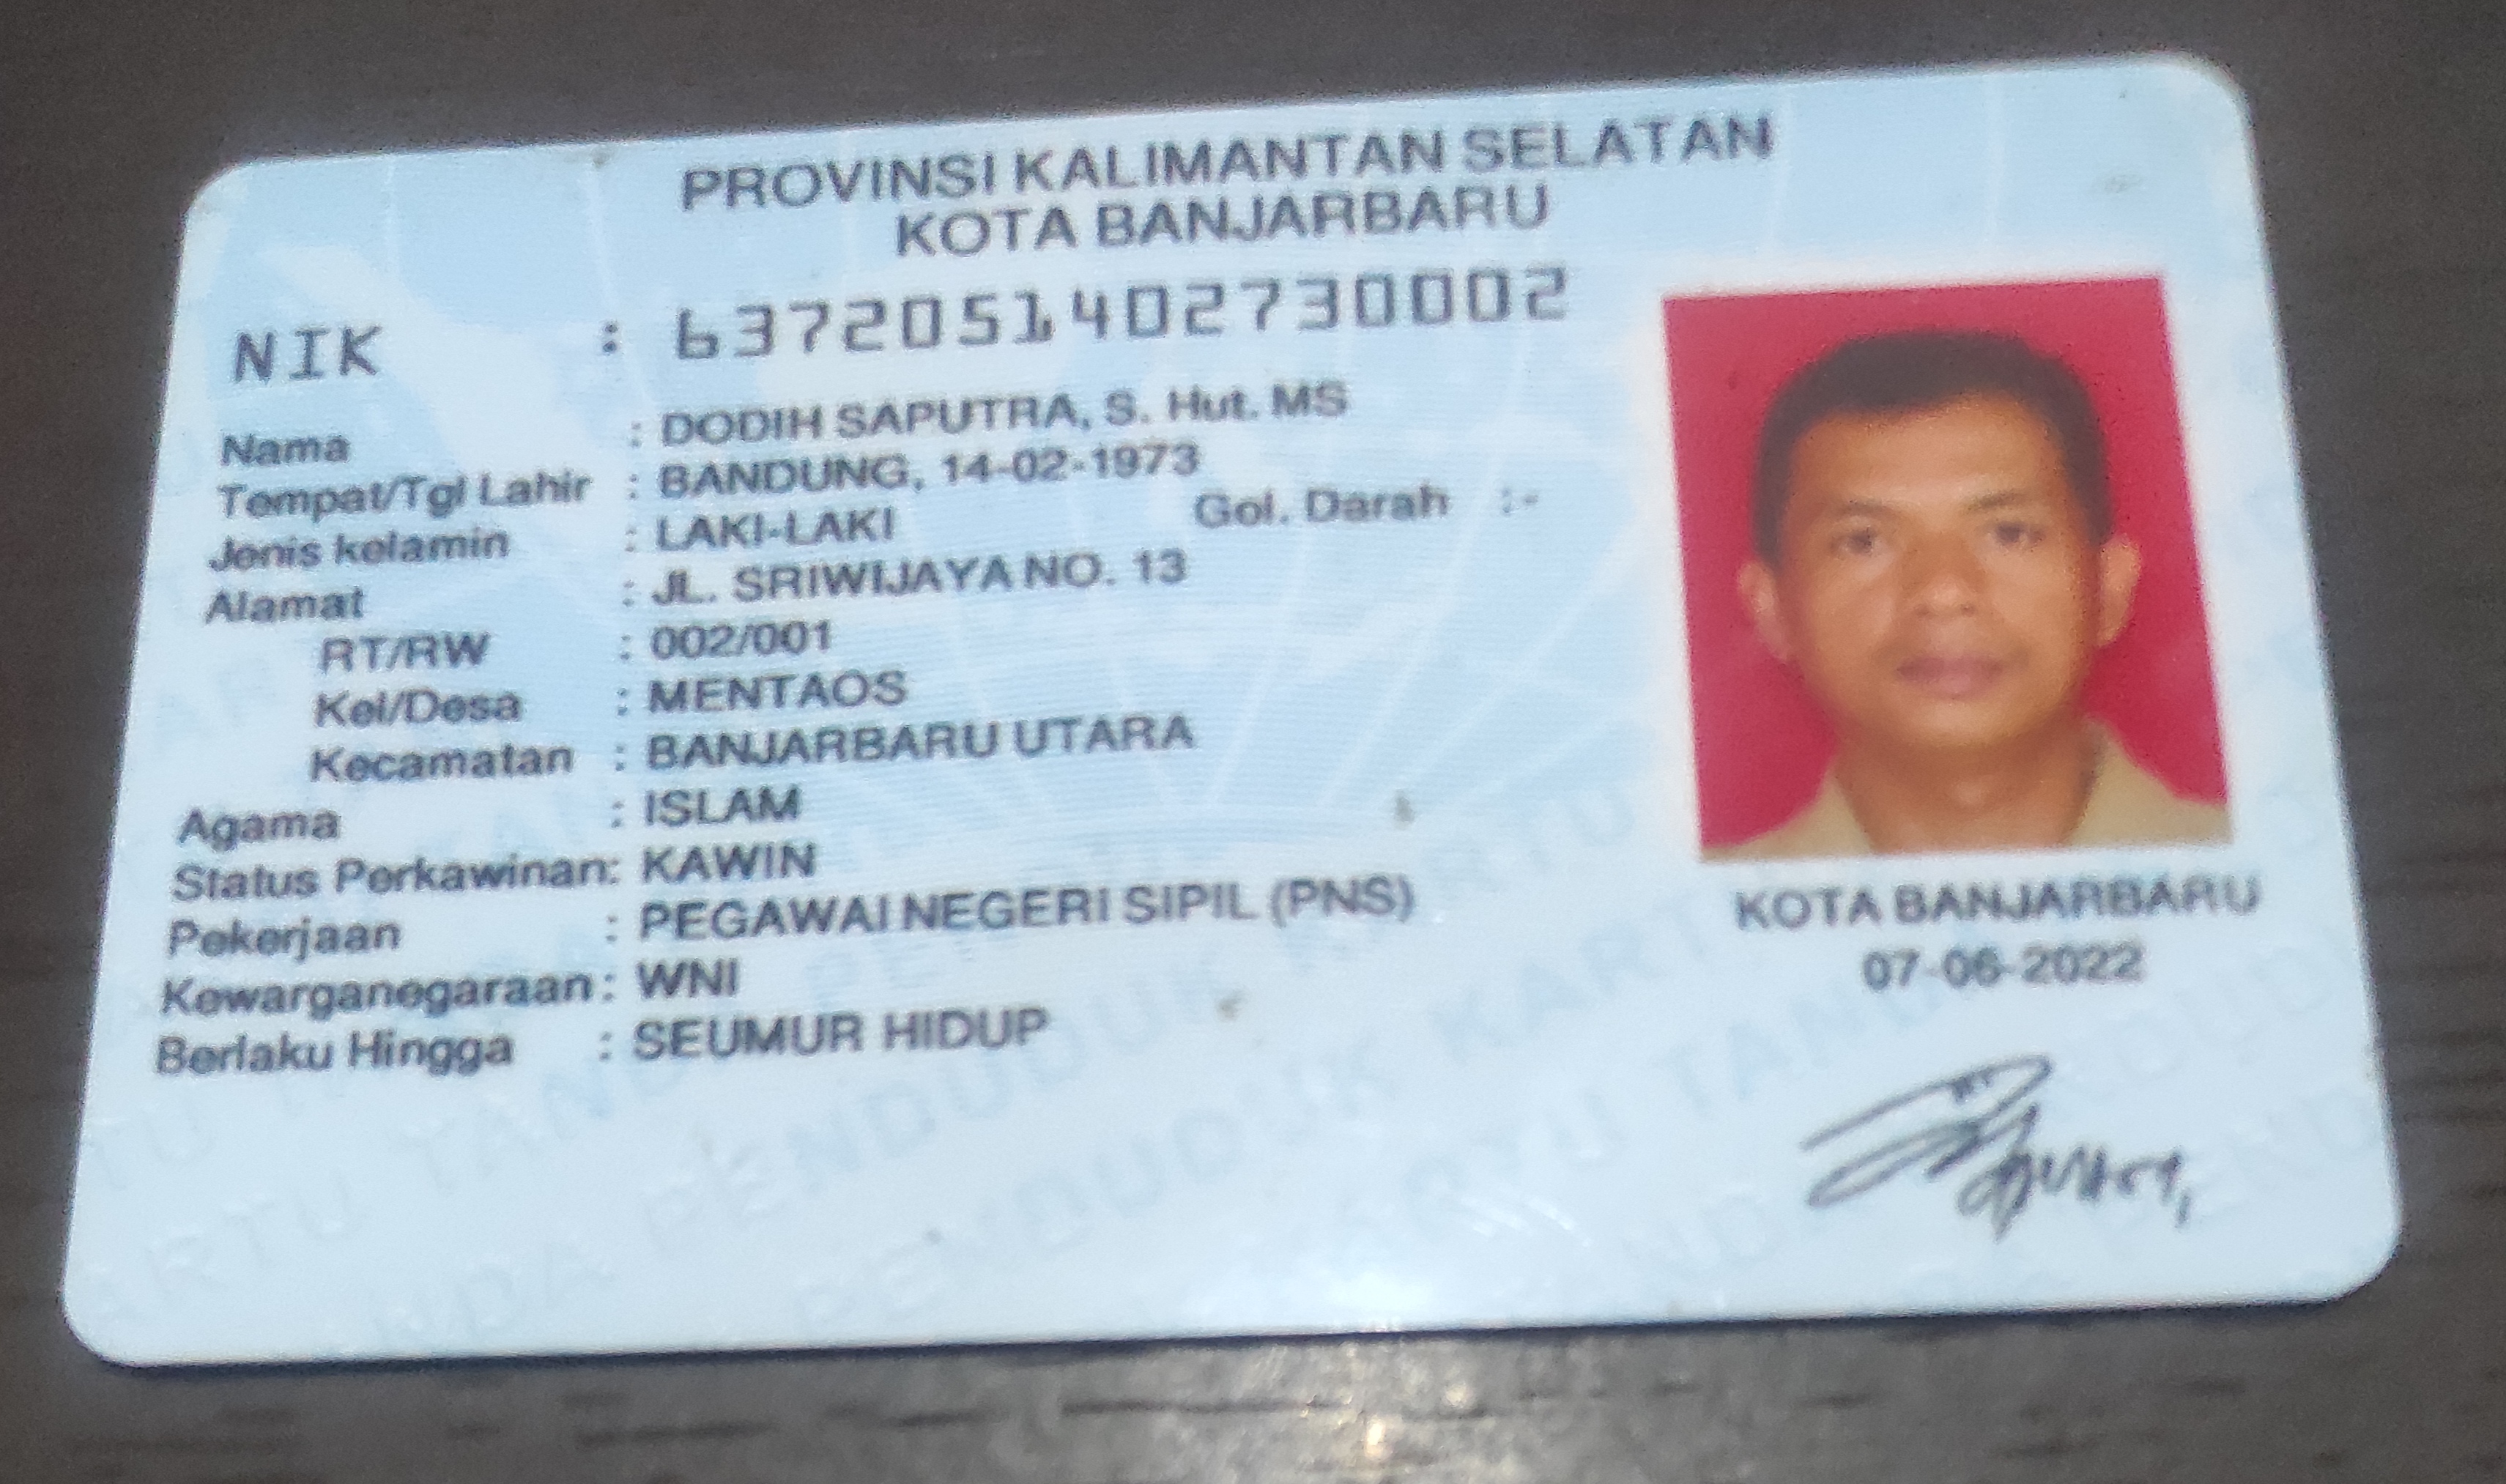 PROVINSI KALIMANTAN SELATAN
KOTA BANJARBARU
NIK : 6372051402730002
Nama : DODIH SAPUTRA, S. Hut. MS
Tempat/Tgl Lahir : BANDUNG, 14-02-1973
Jenis kelamin : LAKI-LAKI Gol. Darah :-
Alamat : JL. SRIWIJAYA NO. 13
RT/RW : 002/001
Kel/Desa : MENTAOS
Kecamatan : BANJARBARU UTARA
Agama : ISLAM
Status Perkawinan: KAWIN
Pekerjaan : PEGAWAI NEGERI SIPIL (PNS)
Kewarganegaraan: WNI
Berlaku Hingga : SEUMUR HIDUP
KOTA BANJARBARU
07-06-2022